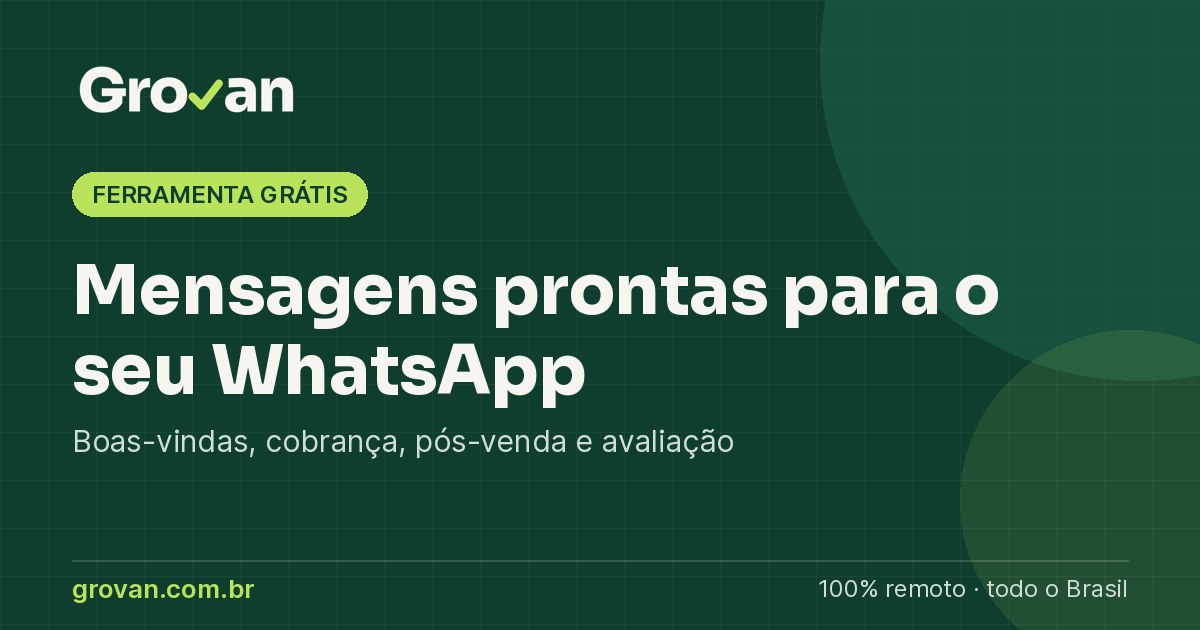 Grovan
FERRAMENTA GRÁTIS
Mensagens prontas para o
seu WhatsApp
Boas-vindas, cobrança, pós-venda e avaliação
grovan.com.br
100% remoto · todo o Brasil